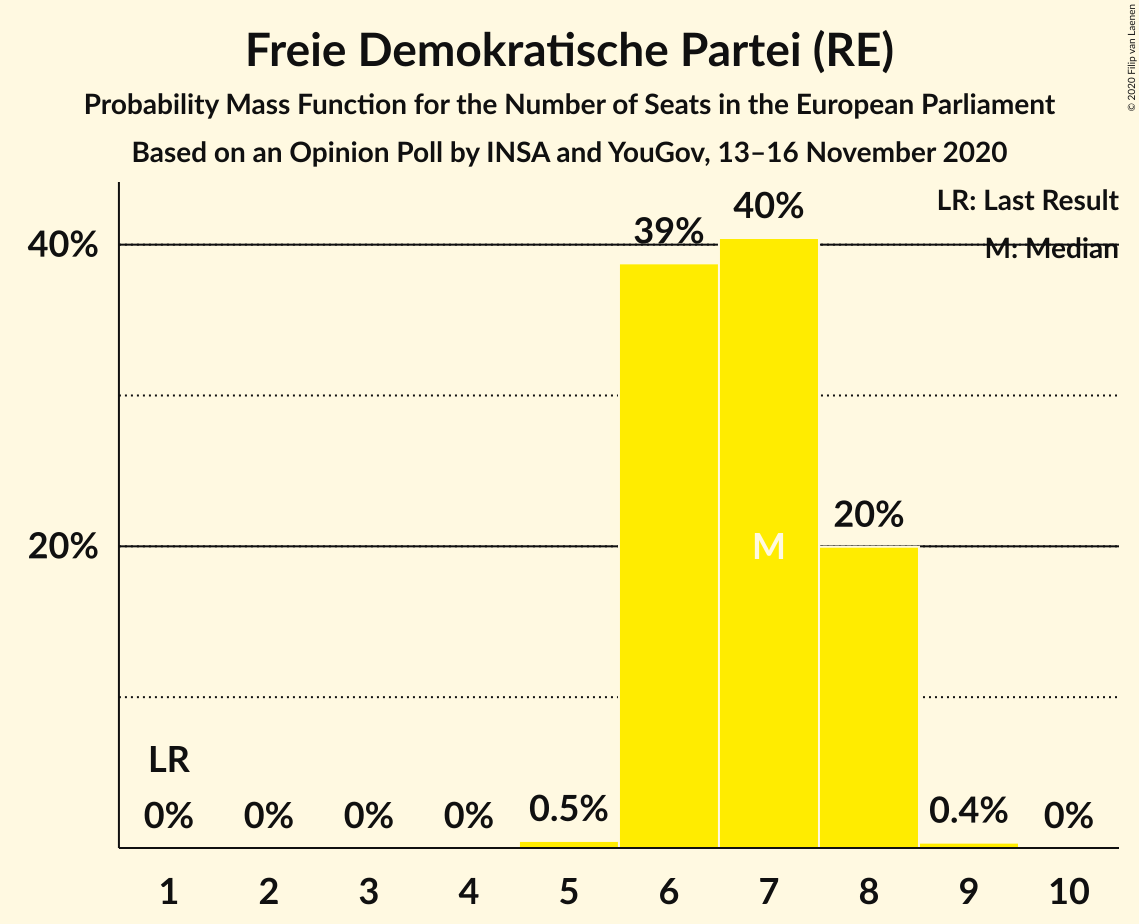 Freie Demokratische Partei (RE)
Probability Mass Function for the Number of Seats in the European Parliament
Based on an Opinion Poll by INSA and YouGov, 13–16 November 2020
© 2020 Filip van Laenen
LR: Last Result
M: Median
40%
20%
LR
0%
0%
0%
0%
0.5%
39%
40%
M
20%
0.4%
0%
1 2 3 4 5 6 7 8 9 10